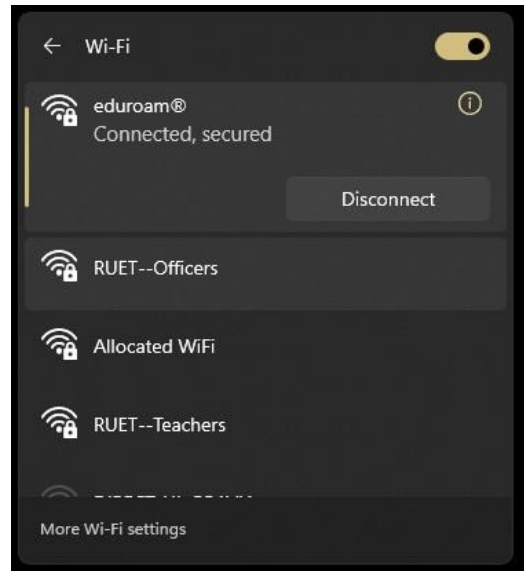 Wi-Fi
eduroam®
Connected, secured
Disconnect
RUET--Officers
Allocated WiFi
RUET--Teachers
More Wi-Fi settings